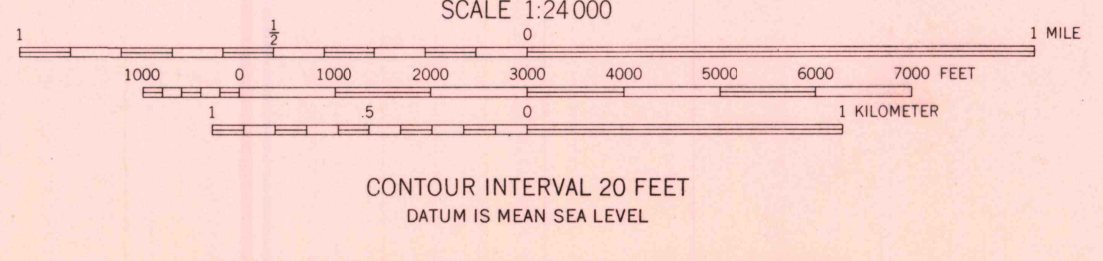 SCALE 1:24 000
1 1/2 0 1 MILE
1000 0 1000 2000 3000 4000 5000 6000 7000 FEET
1 .5 0 1 KILOMETER
CONTOUR INTERVAL 20 FEET
DATUM IS MEAN SEA LEVEL